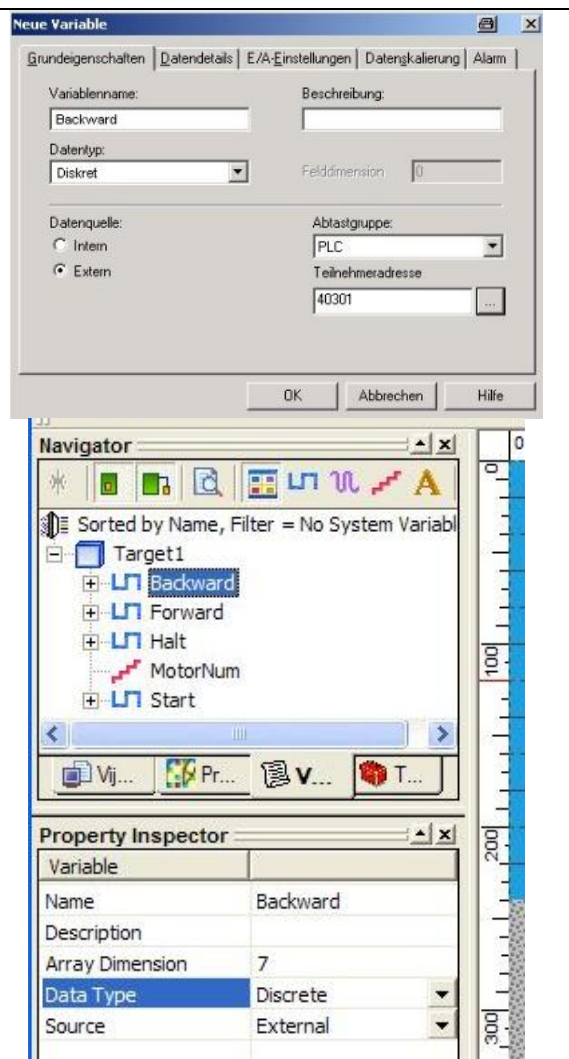 Neue Variable
Grundeigenschaften Datendetails E/A-Einstellungen Datenskalierung Alarm
Variablenname: Beschreibung:
Backward
Datentyp:
Diskret Felddimension 0
Datenquelle: Abtastgruppe:
Intern PLC
Extern Teilnehmeradresse
40301 ...
OK Abbrechen Hilfe
Navigator 0
A 0
Sorted by Name, Filter = No System Variabl
Target1
Backward
Forward
Halt
MotorNum 100
Start
Vij... Pr... V... T...
Property Inspector 200
Variable
Name Backward
Description
Array Dimension 7
Data Type Discrete
Source External 300